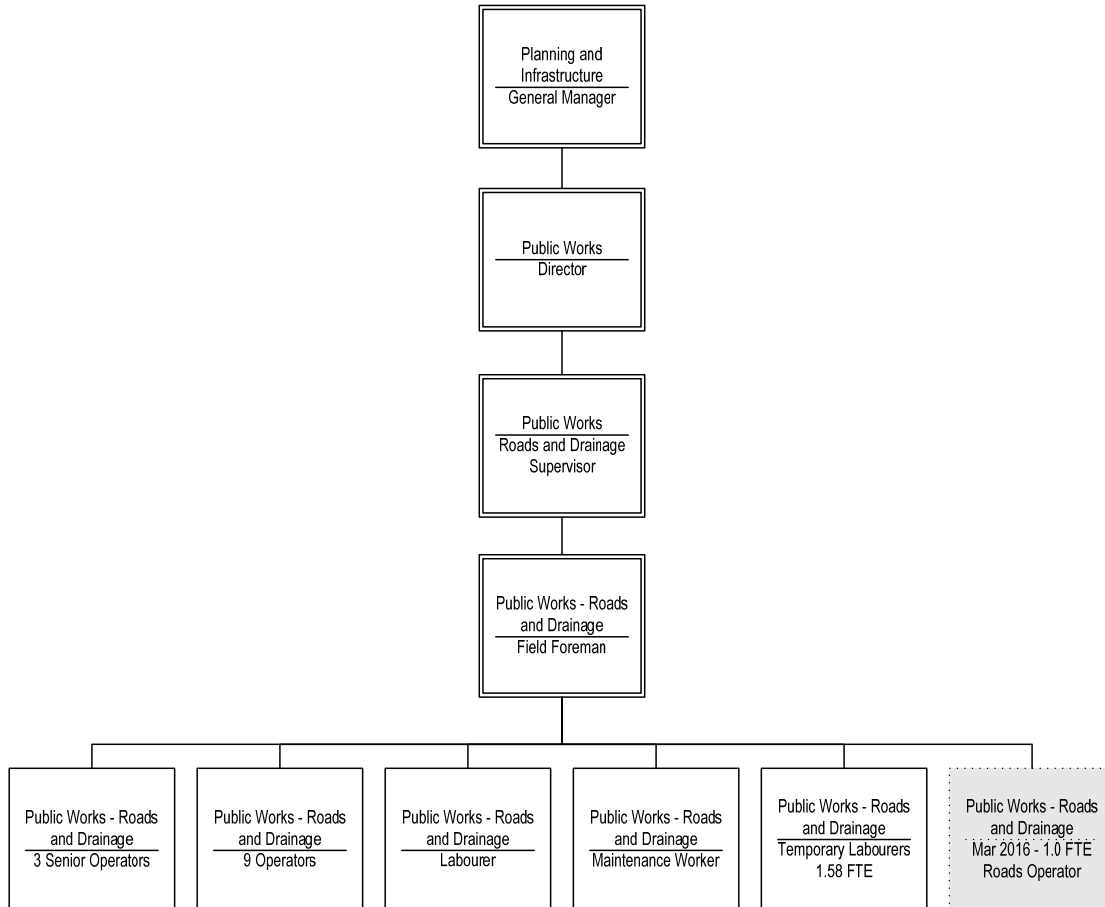 Planning and
Infrastructure
General Manager
Public Works
Director
Public Works
Roads and Drainage
Supervisor
Public Works - Roads
and Drainage
Field Foreman
Public Works - Roads
and Drainage
3 Senior Operators
Public Works - Roads
and Drainage
9 Operators
Public Works - Roads
and Drainage
Labourer
Public Works - Roads
and Drainage
Maintenance Worker
Public Works - Roads
and Drainage
Temporary Labourers
1.58 FTE
Public Works - Roads
and Drainage
Mar 2016 - 1.0 FTE
Roads Operator